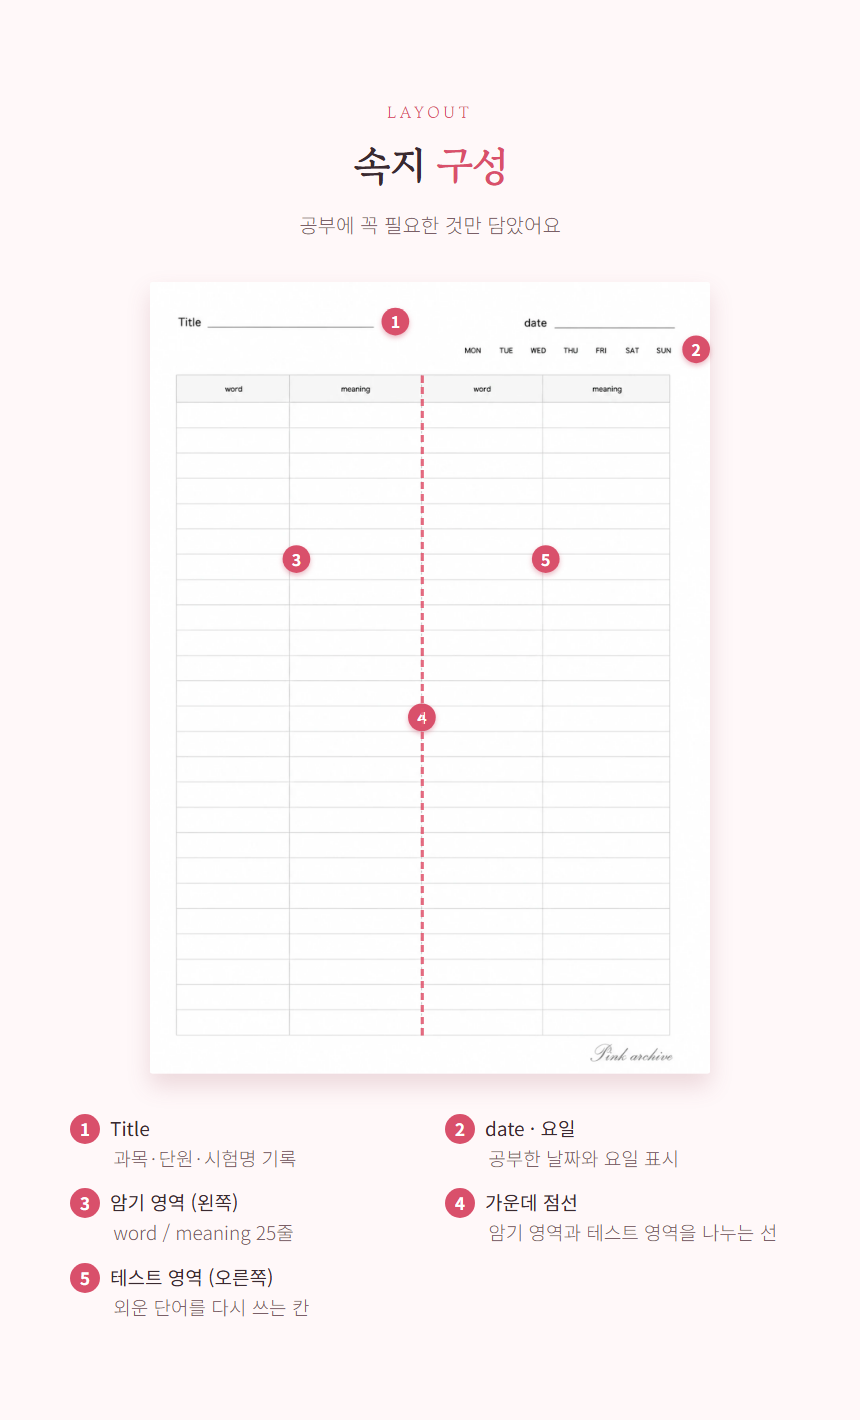 LAYOUT
속지 구성
공부에 꼭 필요한 것만 담았어요
Title 1 date
MON TUE WED THU FRI SAT SUN 2
word meaning word meaning
3 5
4
Pink archive
1 Title
과목·단원·시험명 기록
2 date · 요일
공부한 날짜와 요일 표시
3 암기 영역 (왼쪽)
word / meaning 25줄
4 가운데 점선
암기 영역과 테스트 영역을 나누는 선
5 테스트 영역 (오른쪽)
외운 단어를 다시 쓰는 칸